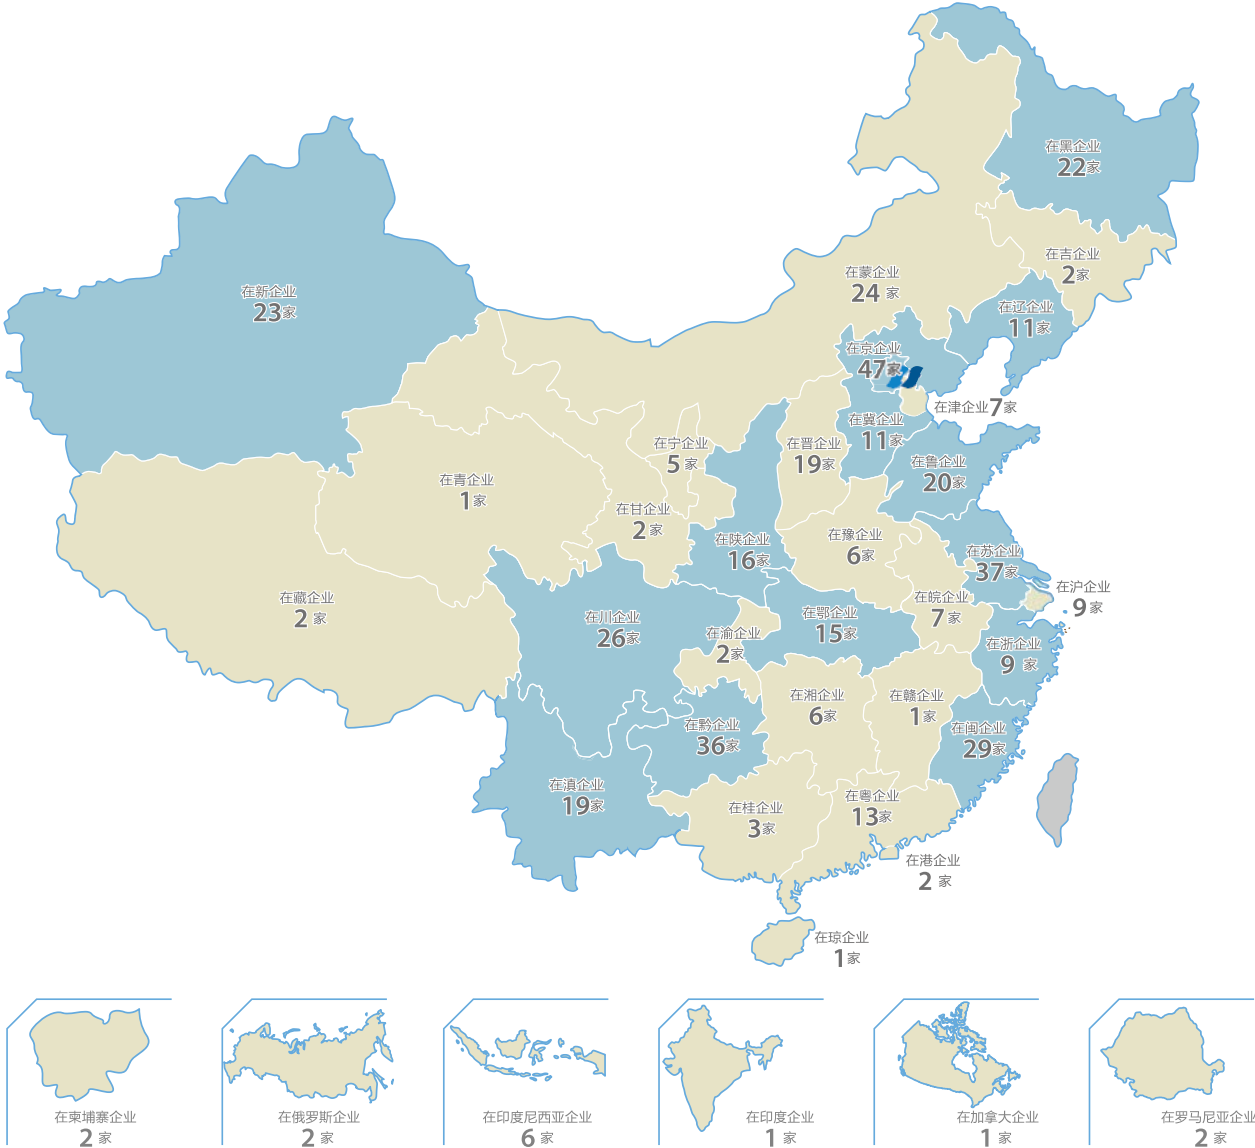 在黑企业
22家
在吉企业
2家
在蒙企业
24 家
在新企业
23家
在辽企业
11家
在京企业
47家
在津企业7家
在冀企业
11家
在宁企业
5 家
在晋企业
19家
在鲁企业
20家
在青企业
1家
在甘企业
2家
在陕企业
16家
在豫企业
6家
在苏企业
37家
在藏企业
2 家
在皖企业
7家
在沪企业
9家
在川企业
26家
在渝企业
2家
在鄂企业
15家
在浙企业
9 家
在湘企业
6家
在赣企业
1家
在黔企业
36家
在闽企业
29家
在滇企业
19家
在桂企业
3家
在粤企业
13家
在港企业
2 家
在琼企业
1家
在柬埔寨企业
2 家
在俄罗斯企业
2 家
在印度尼西亚企业
6 家
在印度企业
1 家
在加拿大企业
1 家
在罗马尼亚企业
2 家